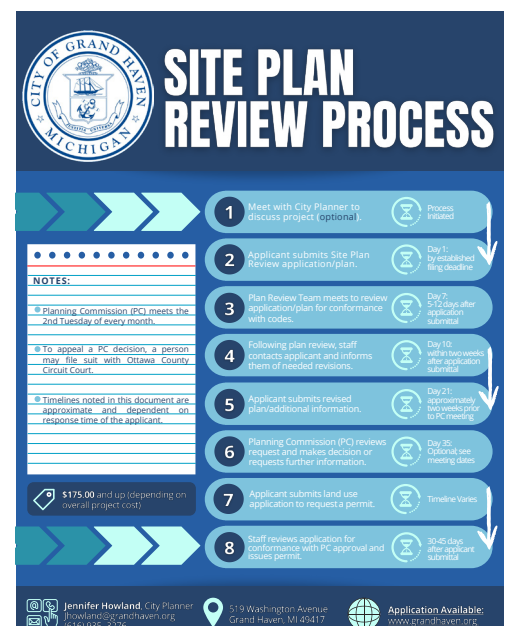 CITY OF GRAND HAVEN
MICHIGAN
SITE PLAN
REVIEW PROCESS
1
Meet with City Planner to
discuss project (optional).
Process
Initiated
2
Applicant submits Site Plan
Review application/plan.
Day 1:
by established
filing deadline
3
Plan Review Team meets to review
application/plan for conformance
with codes.
Day 7:
5-12 days after
application
submittal
4
Following plan review, staff
contacts applicant and informs
them of needed revisions.
Day 10:
within two weeks
after application
submittal
5
Applicant submits revised
plan/additional information.
Day 21:
approximately
two weeks prior
to PC meeting
6
Planning Commission (PC) reviews
request and makes decision or
requests further information.
Day 35:
Optional; see
meeting dates
7
Applicant submits land use
application to request a permit.
Timeline Varies
8
Staff reviews application for
conformance with PC approval and
issues permit.
30-45 days
after applicant
submittal
NOTES:
Planning Commission (PC) meets the
2nd Tuesday of every month.
To appeal a PC decision, a person
may file suit with Ottawa County
Circuit Court.
Timelines noted in this document are
approximate and dependent on
response time of the applicant.
$175.00 and up (depending on
overall project cost)
Jennifer Howland, City Planner
Jhowland@grandhaven.org
(616) 935-3276
519 Washington Avenue
Grand Haven, MI 49417
Application Available:
www.grandhaven.org